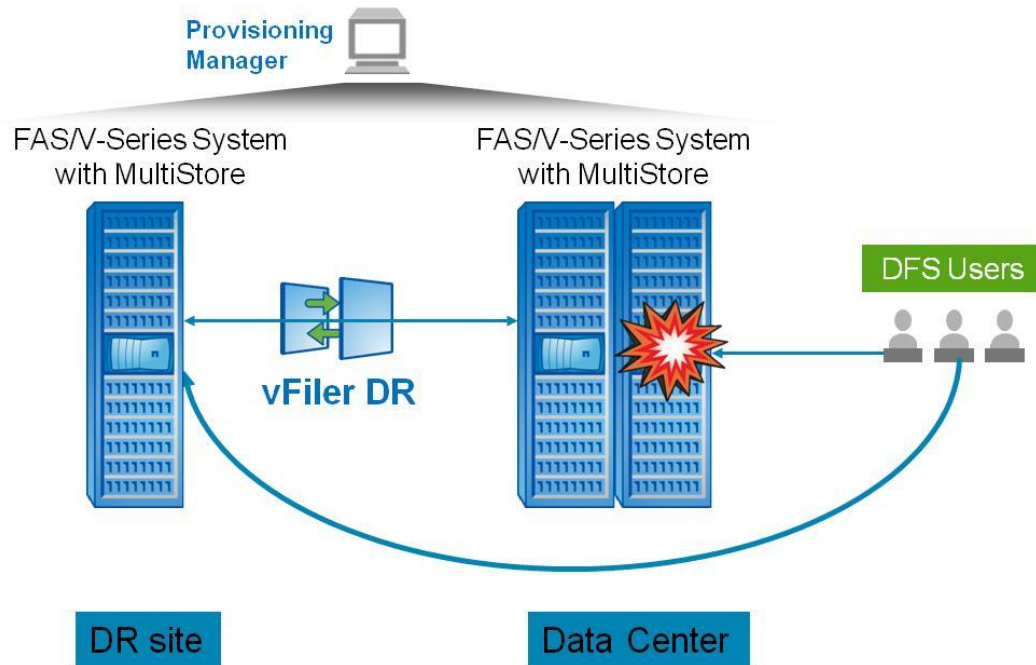 Provisioning
Manager
FAS/V-Series System
with MultiStore
FAS/V-Series System
with MultiStore
DFS Users
vFiler DR
DR site
Data Center